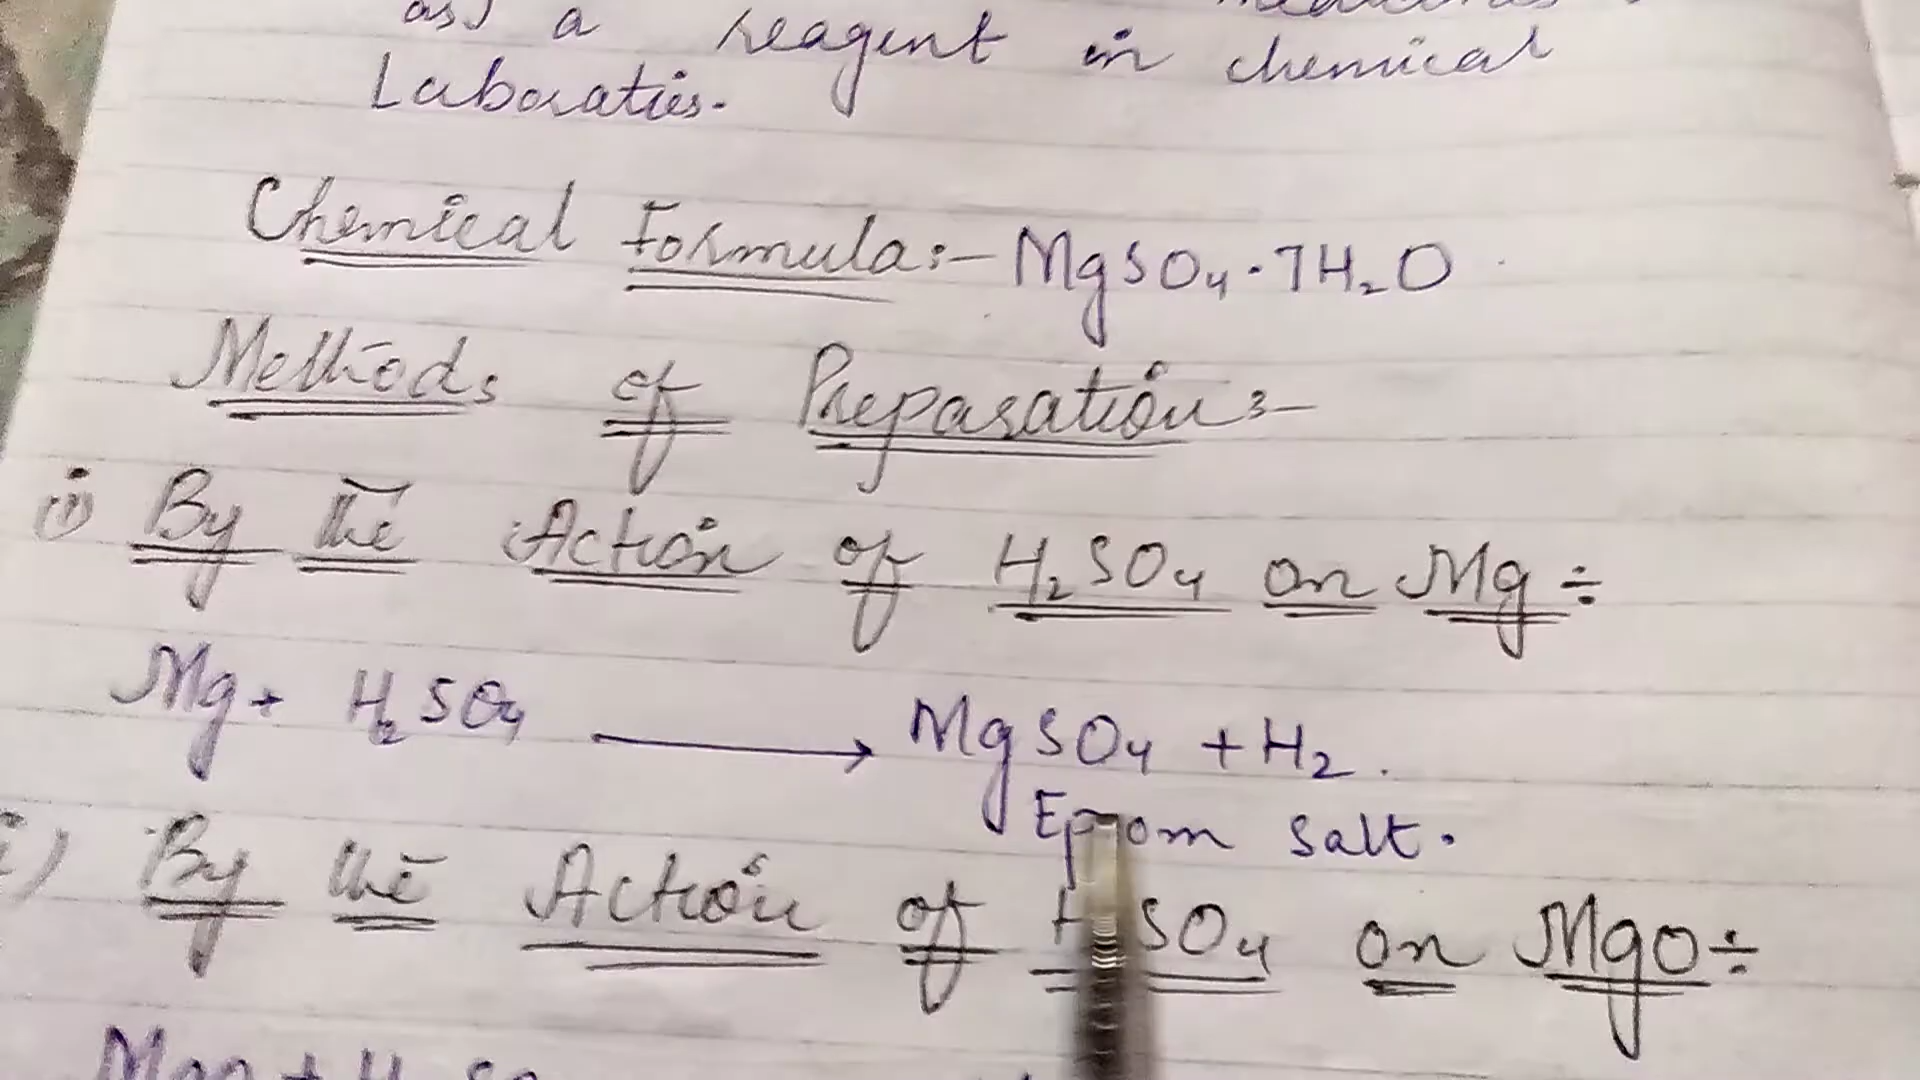 as a reagent in chemical
Laboraties.
Chemical Formula:- MgSO₄·7H₂O
Methods of Preparation:-
i) By the Action of H₂SO₄ on Mg ÷
Mg + H₂SO₄ → MgSO₄ + H₂.
Epsom Salt.
i) By the Action of H₂SO₄ on MgO ÷